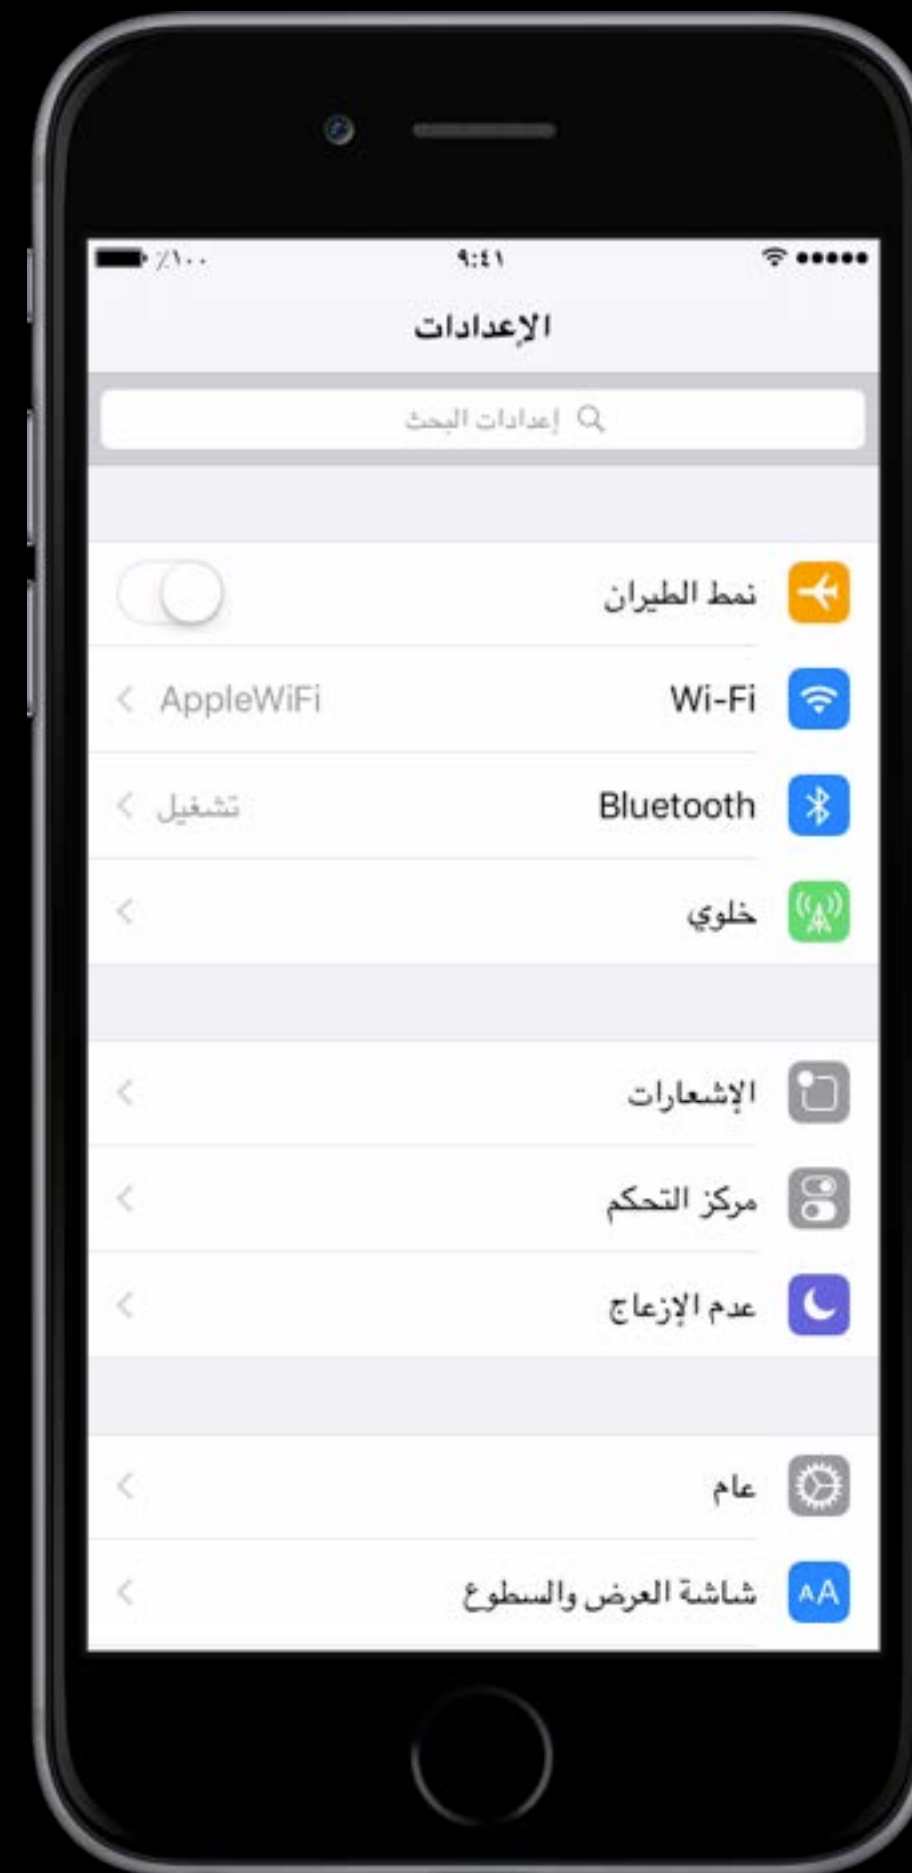 ٩:٤١ ٪١٠٠
الإعدادات
إعدادات البحث
نمط الطيران
Wi-Fi AppleWiFi
Bluetooth تشغيل
خلوي
الإشعارات
مركز التحكم
عدم الإزعاج
عام
AA شاشة العرض والسطوع